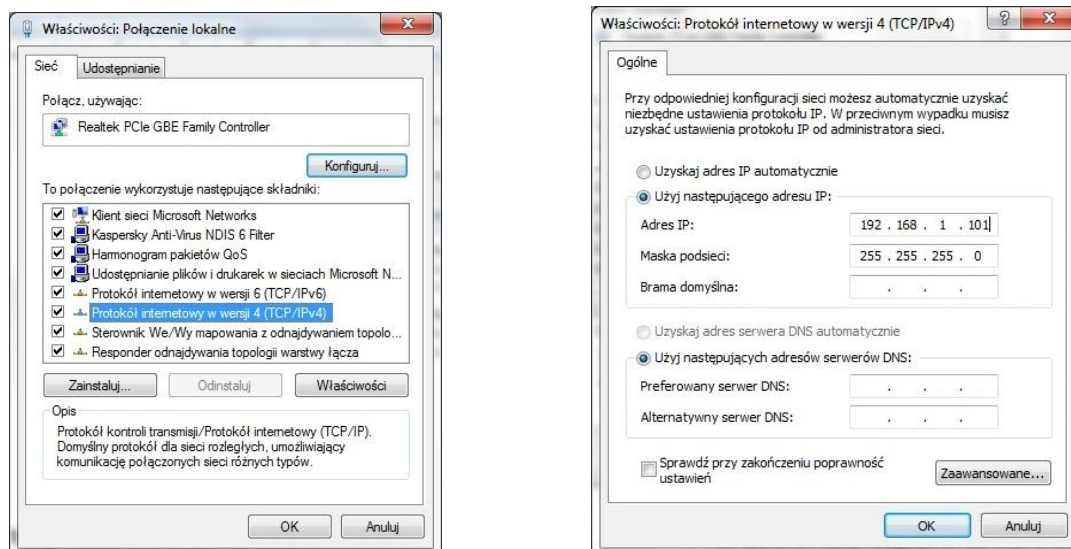 Właściwości: Połączenie lokalne
Sieć
Udostępnianie
Połącz, używając:
Realtek PCIe GBE Family Controller
Konfiguruj...
To połączenie wykorzystuje następujące składniki:
Klient sieci Microsoft Networks
Kaspersky Anti-Virus NDIS 6 Filter
Harmonogram pakietów QoS
Udostępnianie plików i drukarek w sieciach Microsoft N...
Protokół internetowy w wersji 6 (TCP/IPv6)
Protokół internetowy w wersji 4 (TCP/IPv4)
Sterownik We/Wy mapowania z odnajdywaniem topolo...
Responder odnajdywania topologii warstwy łącza
Zainstaluj...
Odinstaluj
Właściwości
Opis
Protokół kontroli transmisji/Protokół internetowy (TCP/IP).
Domyślny protokół dla sieci rozległych, umożliwiający
komunikację połączonych sieci różnych typów.
OK
Anuluj
Właściwości: Protokół internetowy w wersji 4 (TCP/IPv4)
Ogólne
Przy odpowiedniej konfiguracji sieci możesz automatycznie uzyskać
niezbędne ustawienia protokołu IP. W przeciwnym wypadku musisz
uzyskać ustawienia protokołu IP od administratora sieci.
Uzyskaj adres IP automatycznie
Użyj następującego adresu IP:
Adres IP: 192 . 168 . 1 . 101
Maska podsieci: 255 . 255 . 255 . 0
Brama domyślna: . . .
Uzyskaj adres serwera DNS automatycznie
Użyj następujących adresów serwerów DNS:
Preferowany serwer DNS: . . .
Alternatywny serwer DNS: . . .
Sprawdź przy zakończeniu poprawność
ustawień
Zaawansowane...
OK
Anuluj